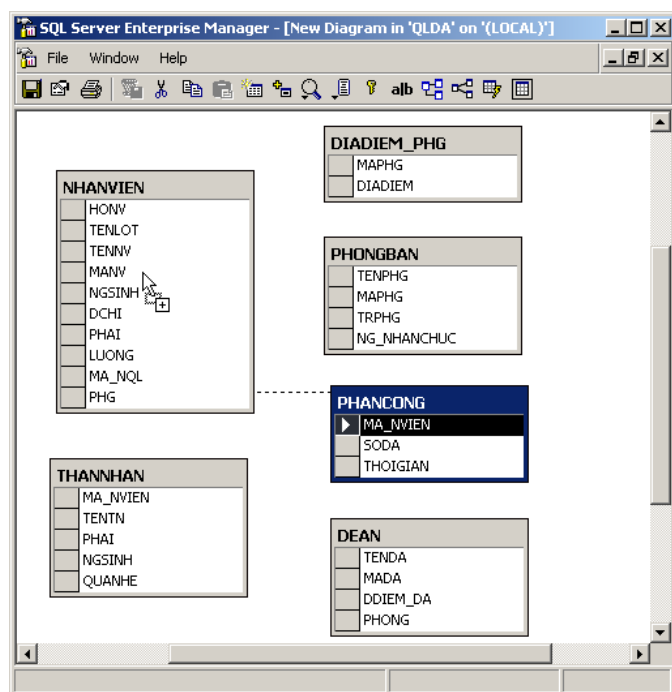 SQL Server Enterprise Manager - [New Diagram in 'QLDA' on '(LOCAL)']
File Window Help
a|b
DIADIEM_PHG
MAPHG
DIADIEM
NHANVIEN
HONV
TENLOT
TENNV
MANV
NGSINH
DCHI
PHAI
LUONG
MA_NQL
PHG
PHONGBAN
TENPHG
MAPHG
TRPHG
NG_NHANCHUC
PHANCONG
MA_NVIEN
SODA
THOIGIAN
THANNHAN
MA_NVIEN
TENTN
PHAI
NGSINH
QUANHE
DEAN
TENDA
MADA
DDIEM_DA
PHONG